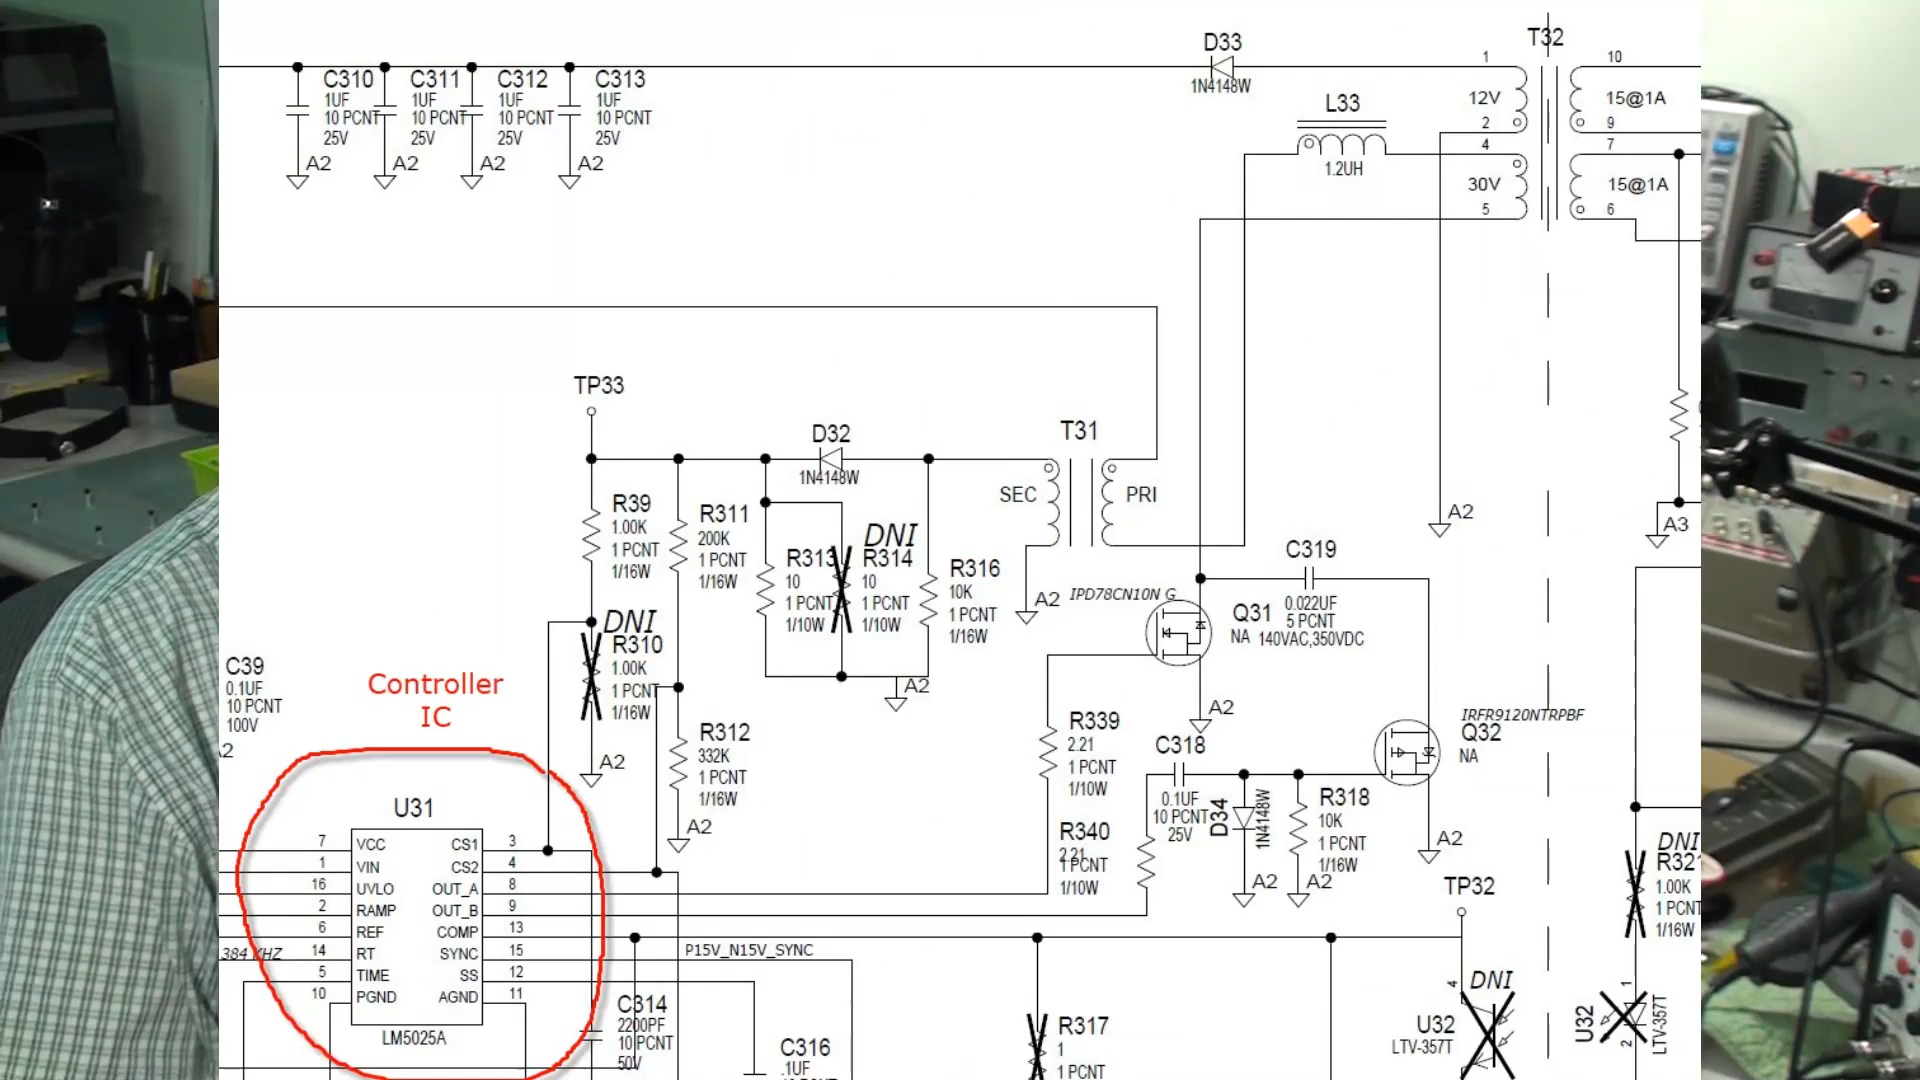 C310
1UF
10 PCNT
25V
A2
C311
1UF
10 PCNT
25V
A2
C312
1UF
10 PCNT
25V
A2
C313
1UF
10 PCNT
25V
A2
D33
1N4148W
L33
1.2UH
T32
1
12V
2
4
30V
5
10
15@1A
9
7
15@1A
6
A2
A3
TP33
D32
1N4148W
T31
SEC
PRI
A2
R39
1.00K
1 PCNT
1/16W
R311
200K
1 PCNT
1/16W
R313
10
1 PCNT
1/10W
DNI
R314
10
1 PCNT
1/10W
R316
10K
1 PCNT
1/16W
A2
DNI
R310
1.00K
1 PCNT
1/16W
A2
R312
332K
1 PCNT
1/16W
A2
IPD78CN10N G
Q31
NA
A2
C319
0.022UF
5 PCNT
140VAC,350VDC
IRFR9120NTRPBF
Q32
NA
A2
R339
2.21
1 PCNT
1/10W
R340
2.21
1 PCNT
1/10W
C318
0.1UF
10 PCNT
25V
D34
1N4148W
A2
R318
10K
1 PCNT
1/16W
A2
C39
0.1UF
10 PCNT
100V
Controller
IC
U31
7 VCC CS1 3
1 VIN CS2 4
16 UVLO OUT_A 8
2 RAMP OUT_B 9
6 REF COMP 13
14 RT SYNC 15
5 TIME SS 12
10 PGND AGND 11
LM5025A
384 KHZ
P15V_N15V_SYNC
C314
2200PF
10 PCNT
50V
C316
.1UF
R317
1
1 PCNT
TP32
4
DNI
U32
LTV-357T
DNI
1.00K
1 PCNT
1/16W
1
U32
2
LTV-357T